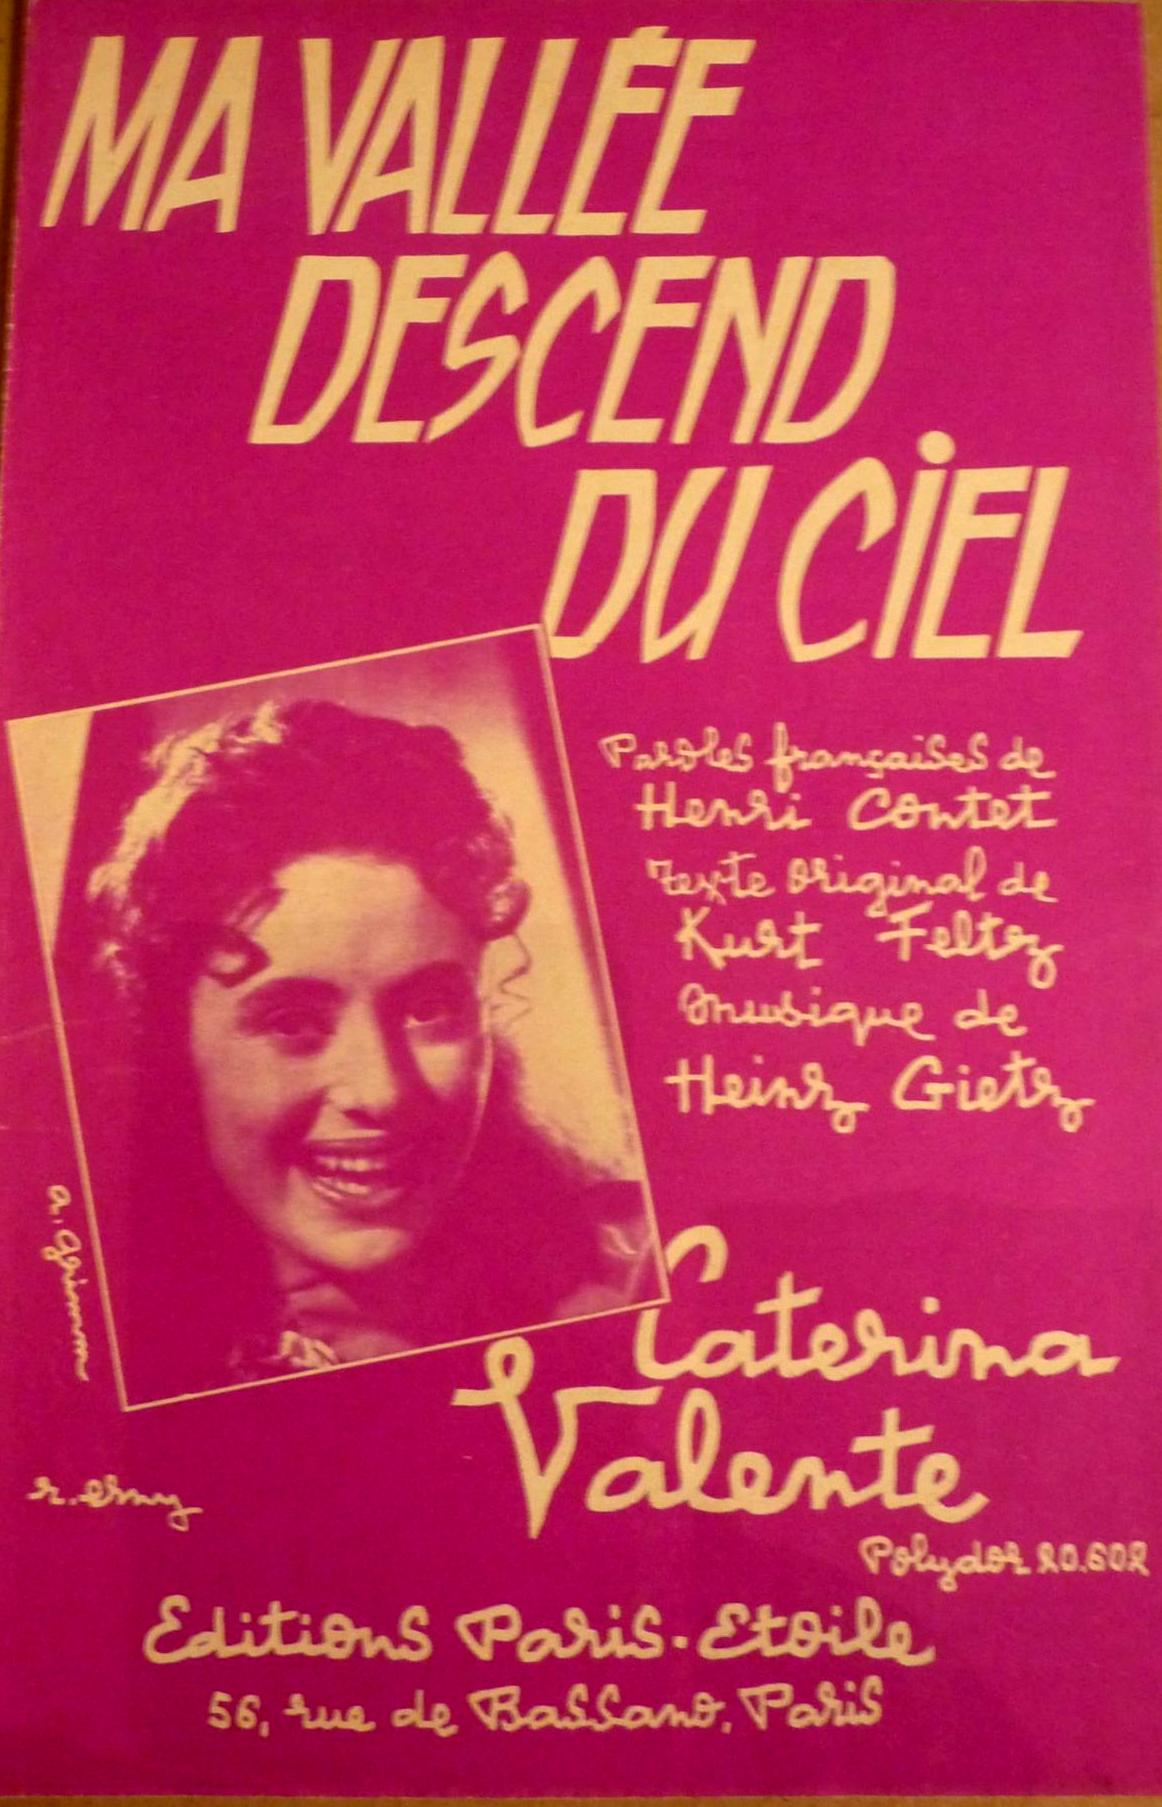 MA VALLÉE
DESCEND
DU CIEL
Paroles françaises de
Henri Contet
Texte original de
Kurt Feltz
musique de
Heinz Gietz
Caterina
Valente
Polydor 20.602
Editions Paris-Etoile
56, rue de Bassano, Paris